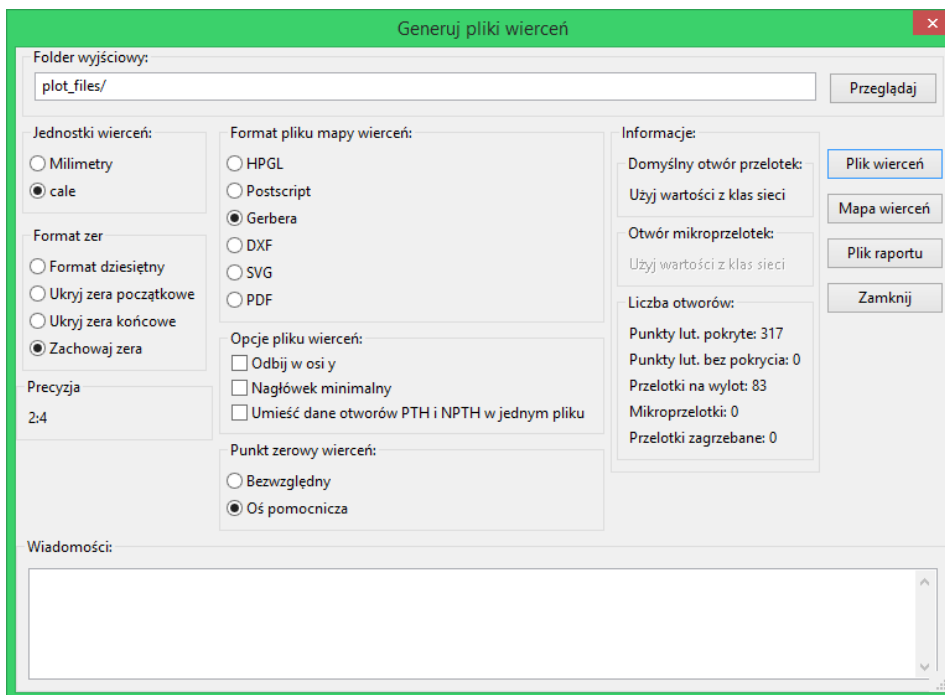 Generuj pliki wierceń
Folder wyjściowy:
plot_files/
Przeglądaj
Jednostki wierceń:
Milimetry
cale
Format zer
Format dziesiętny
Ukryj zera początkowe
Ukryj zera końcowe
Zachowaj zera
Precyzja
2:4
Format pliku mapy wierceń:
HPGL
Postscript
Gerbera
DXF
SVG
PDF
Opcje pliku wierceń:
Odbij w osi y
Nagłówek minimalny
Umieść dane otworów PTH i NPTH w jednym pliku
Punkt zerowy wierceń:
Bezwzględny
Oś pomocnicza
Informacje:
Domyślny otwór przelotek:
Użyj wartości z klas sieci
Otwór mikroprzelotek:
Użyj wartości z klas sieci
Liczba otworów:
Punkty lut. pokryte: 317
Punkty lut. bez pokrycia: 0
Przelotki na wylot: 83
Mikroprzelotki: 0
Przelotki zagrzebane: 0
Plik wierceń
Mapa wierceń
Plik raportu
Zamknij
Wiadomości: